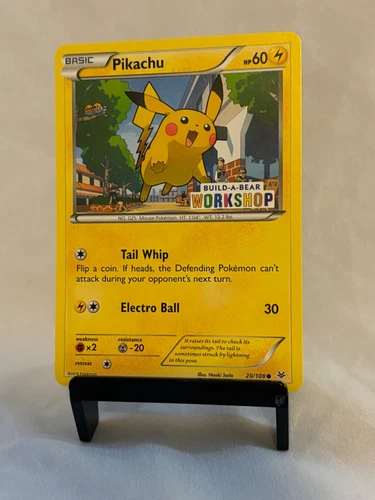 BASIC
Pikachu
HP 60
BUILD-A-BEAR
WORKSHOP
NO. 025 Mouse Pokémon HT: 1'04" WT: 13.2 lbs.
Tail Whip
Flip a coin. If heads, the Defending Pokémon can't
attack during your opponent's next turn.
Electro Ball 30
weakness resistance
×2 -20
retreat
It raises its tail to check its
surroundings. The tail is
sometimes struck by lightning
in this pose.
Illus. Naoki Saito 20/108